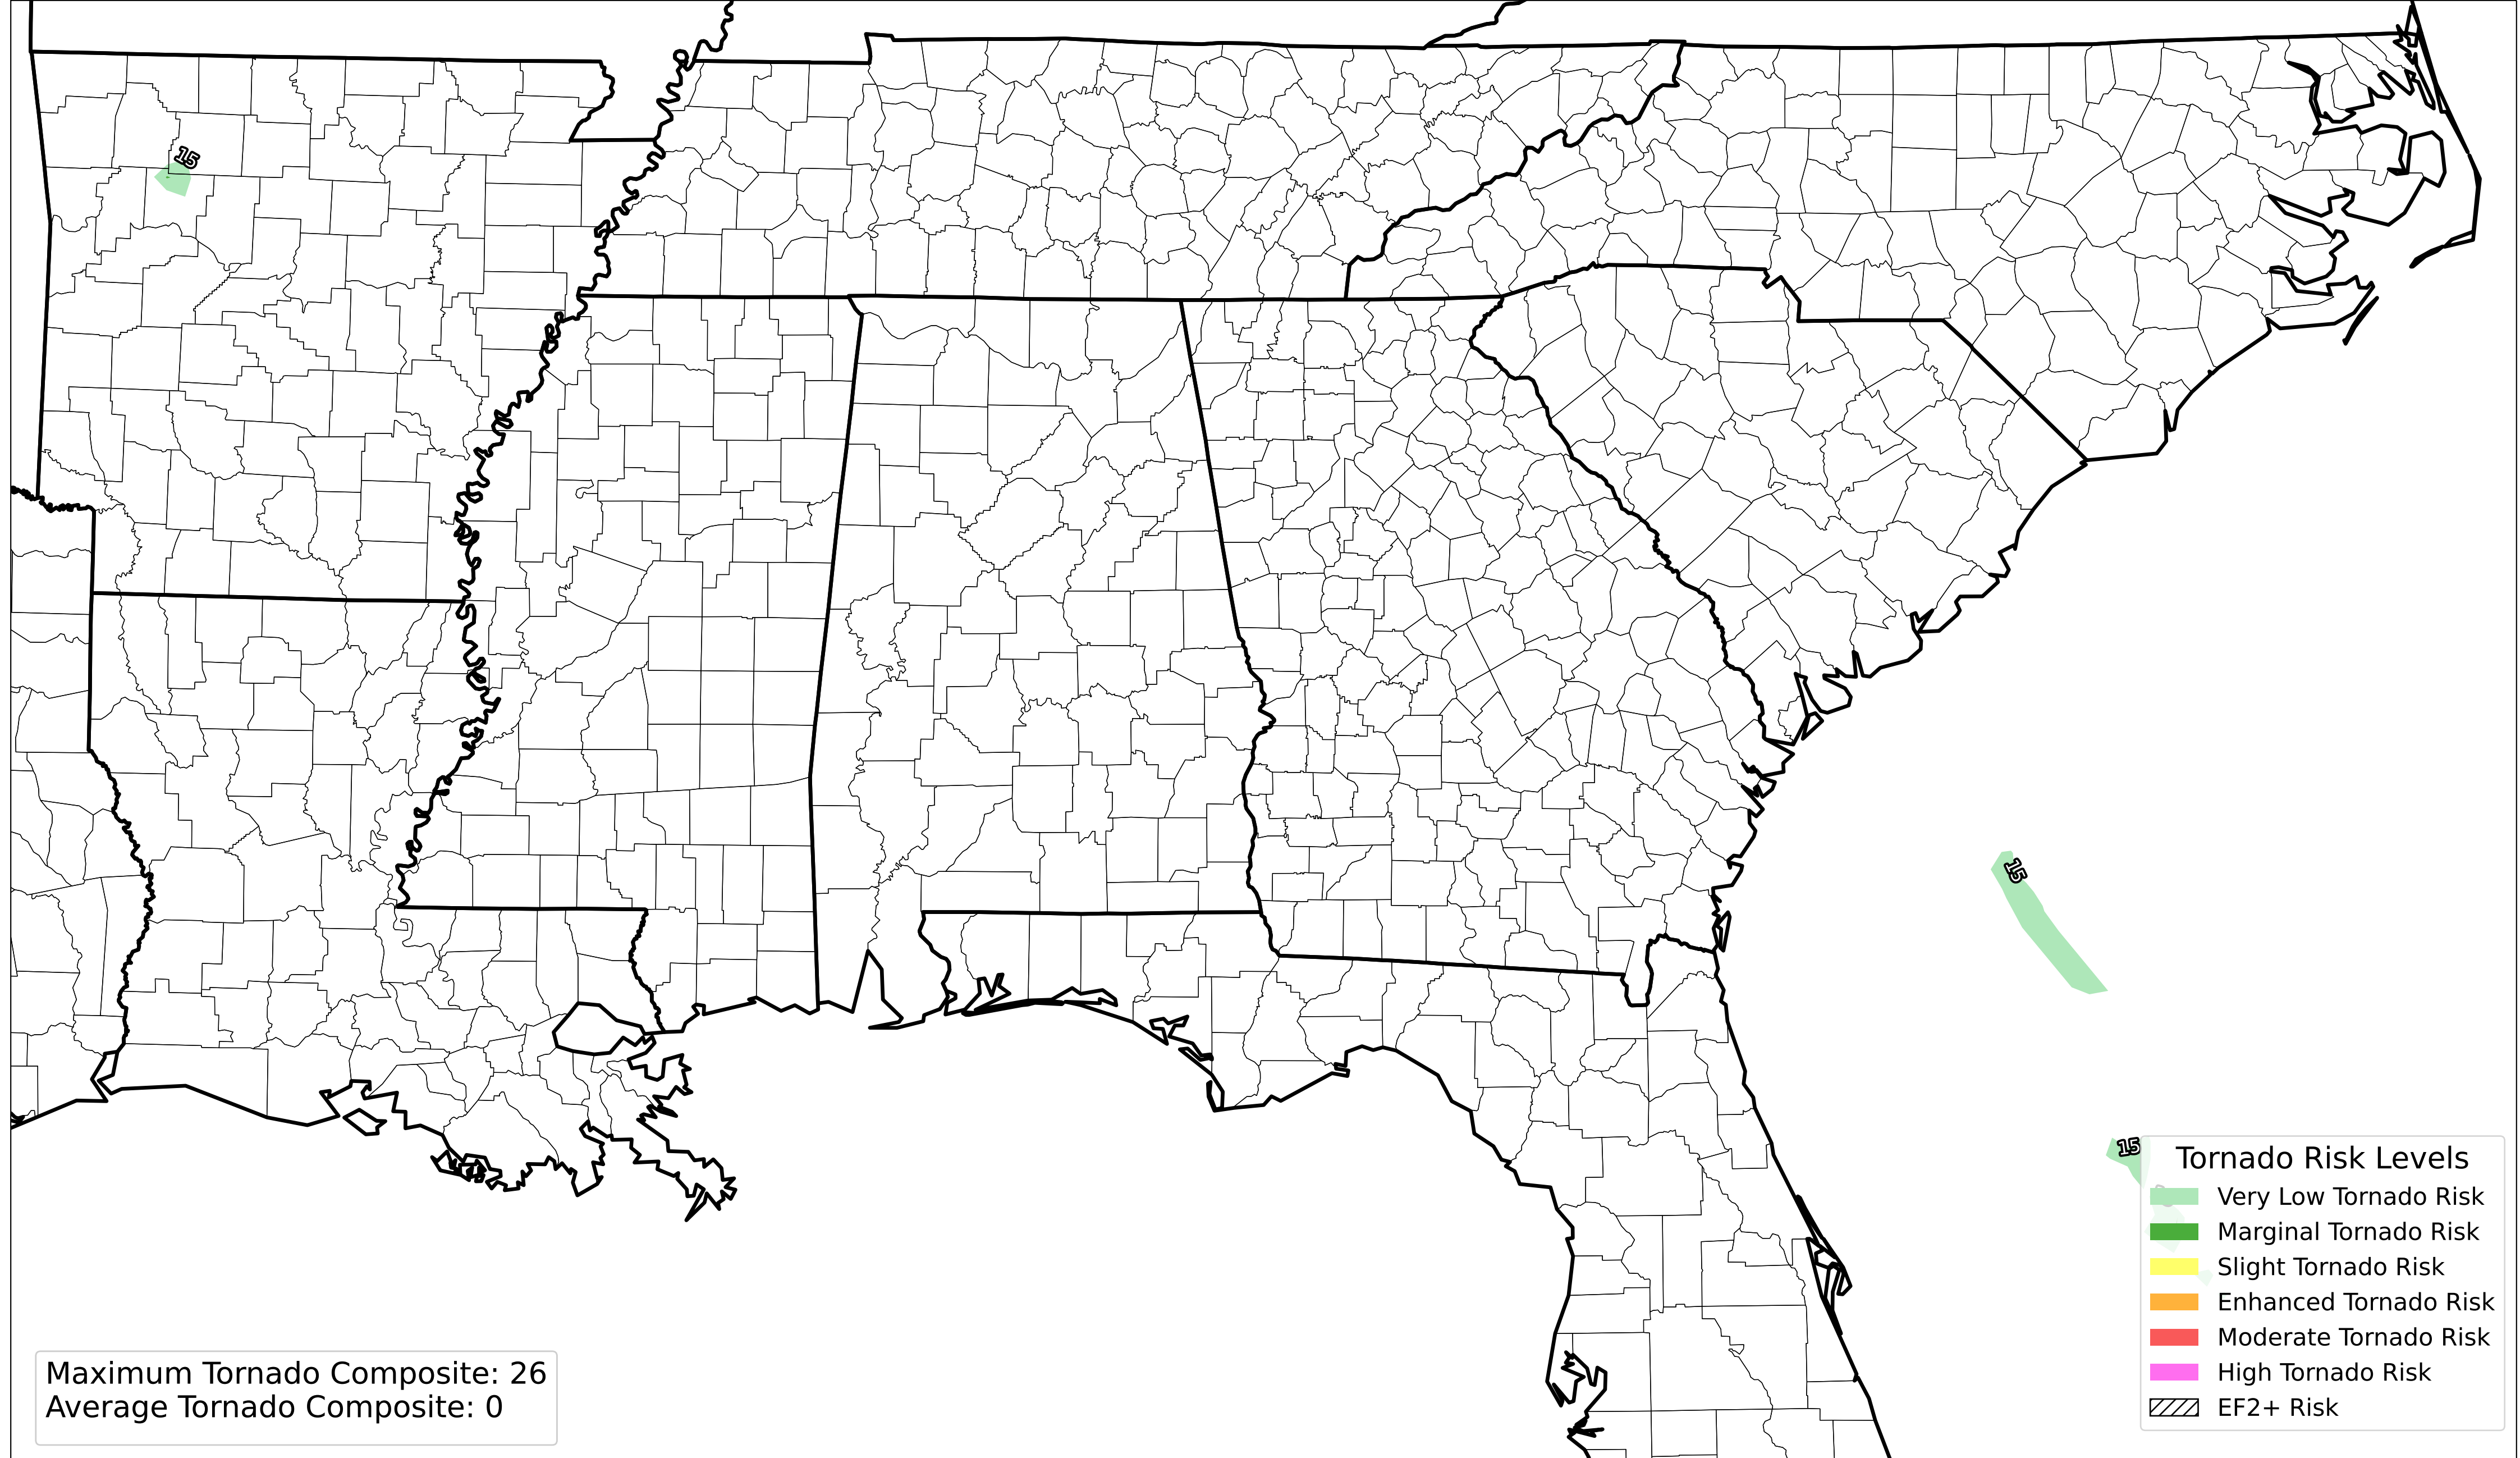 15
15
15
Tornado Risk Levels
Very Low Tornado Risk
Marginal Tornado Risk
Slight Tornado Risk
Enhanced Tornado Risk
Moderate Tornado Risk
High Tornado Risk
EF2+ Risk
Maximum Tornado Composite: 26
Average Tornado Composite: 0